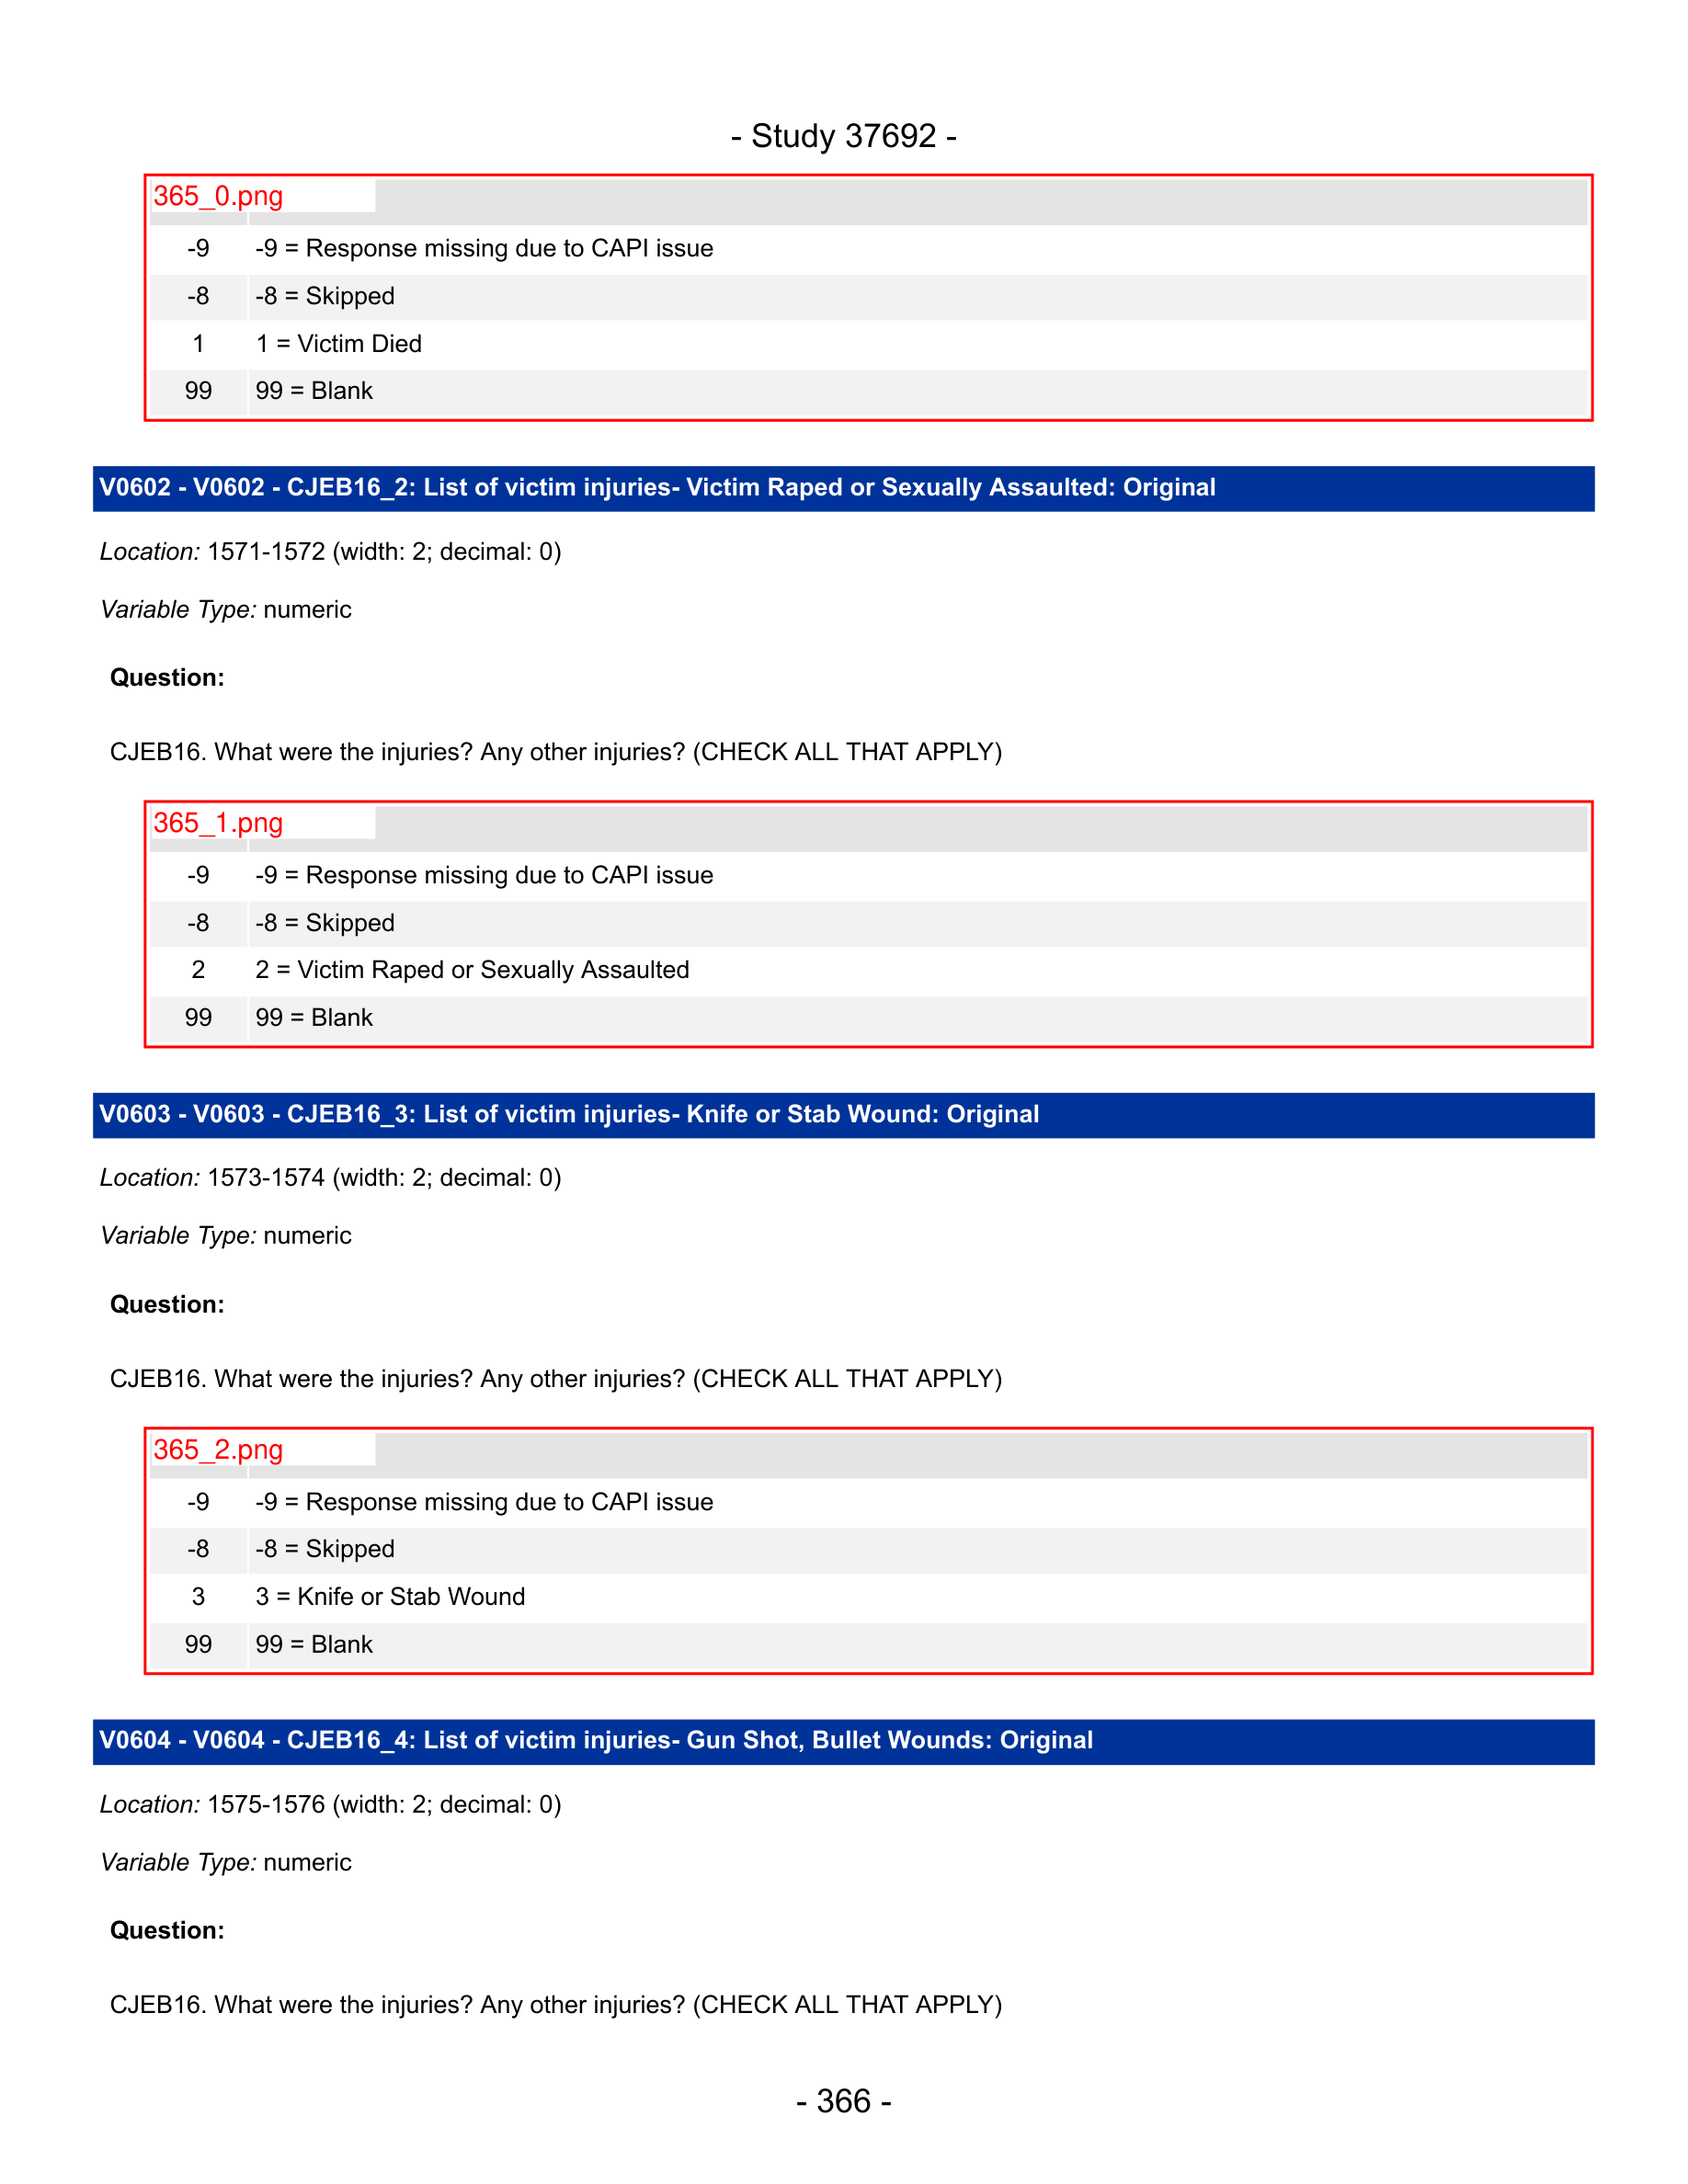 - Study 37692 -
365_0.png
-9 -9 = Response missing due to CAPI issue
-8 -8 = Skipped
1 1 = Victim Died
99 99 = Blank
V0602 - V0602 - CJEB16_2: List of victim injuries- Victim Raped or Sexually Assaulted: Original
Location: 1571-1572 (width: 2; decimal: 0)
Variable Type: numeric
Question:
CJEB16. What were the injuries? Any other injuries? (CHECK ALL THAT APPLY)
365_1.png
-9 -9 = Response missing due to CAPI issue
-8 -8 = Skipped
2 2 = Victim Raped or Sexually Assaulted
99 99 = Blank
V0603 - V0603 - CJEB16_3: List of victim injuries- Knife or Stab Wound: Original
Location: 1573-1574 (width: 2; decimal: 0)
Variable Type: numeric
Question:
CJEB16. What were the injuries? Any other injuries? (CHECK ALL THAT APPLY)
365_2.png
-9 -9 = Response missing due to CAPI issue
-8 -8 = Skipped
3 3 = Knife or Stab Wound
99 99 = Blank
V0604 - V0604 - CJEB16_4: List of victim injuries- Gun Shot, Bullet Wounds: Original
Location: 1575-1576 (width: 2; decimal: 0)
Variable Type: numeric
Question:
CJEB16. What were the injuries? Any other injuries? (CHECK ALL THAT APPLY)
- 366 -